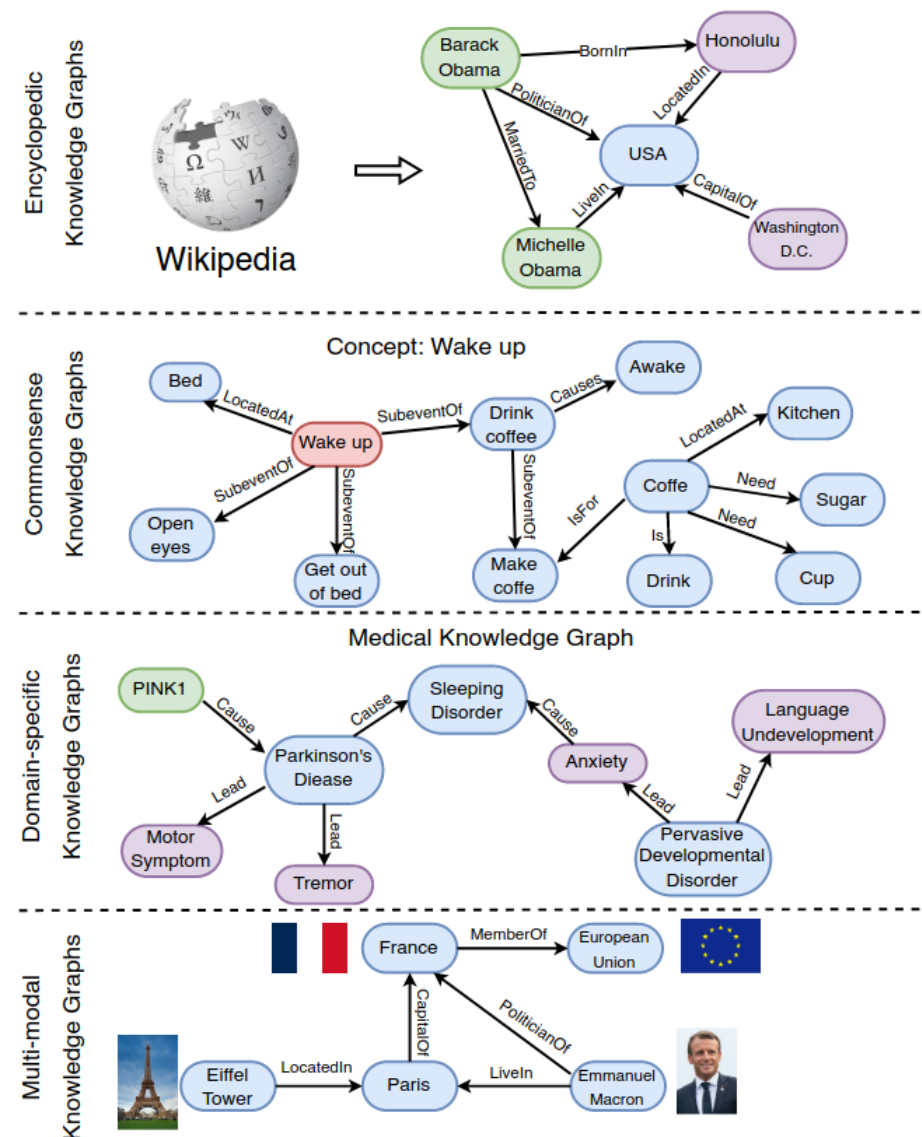 Encyclopedic
Knowledge Graphs
Ω
W
И
維
Wikipedia
Barack
Obama
BornIn
Honolulu
PoliticianOf
LocatedIn
MarriedTo
USA
LiveIn
CapitalOf
Michelle
Obama
Washington
D.C.
Commonsense
Knowledge Graphs
Concept: Wake up
Bed
LocatedAt
Wake up
SubeventOf
Drink
coffee
Causes
Awake
SubeventOf
Open
eyes
SubeventOf
Get out
of bed
SubeventOf
Make
coffe
IsFor
Coffe
LocatedAt
Kitchen
Need
Sugar
Need
Cup
Is
Drink
Domain-specific
Knowledge Graphs
Medical Knowledge Graph
PINK1
Cause
Parkinson's
Diease
Cause
Sleeping
Disorder
Lead
Motor
Symptom
Lead
Tremor
Cause
Anxiety
Lead
Pervasive
Developmental
Disorder
Lead
Language
Undevelopment
Multi-modal
Knowledge Graphs
France
MemberOf
European
Union
CapitalOf
PoliticianOf
Eiffel
Tower
LocatedIn
Paris
LiveIn
Emmanuel
Macron